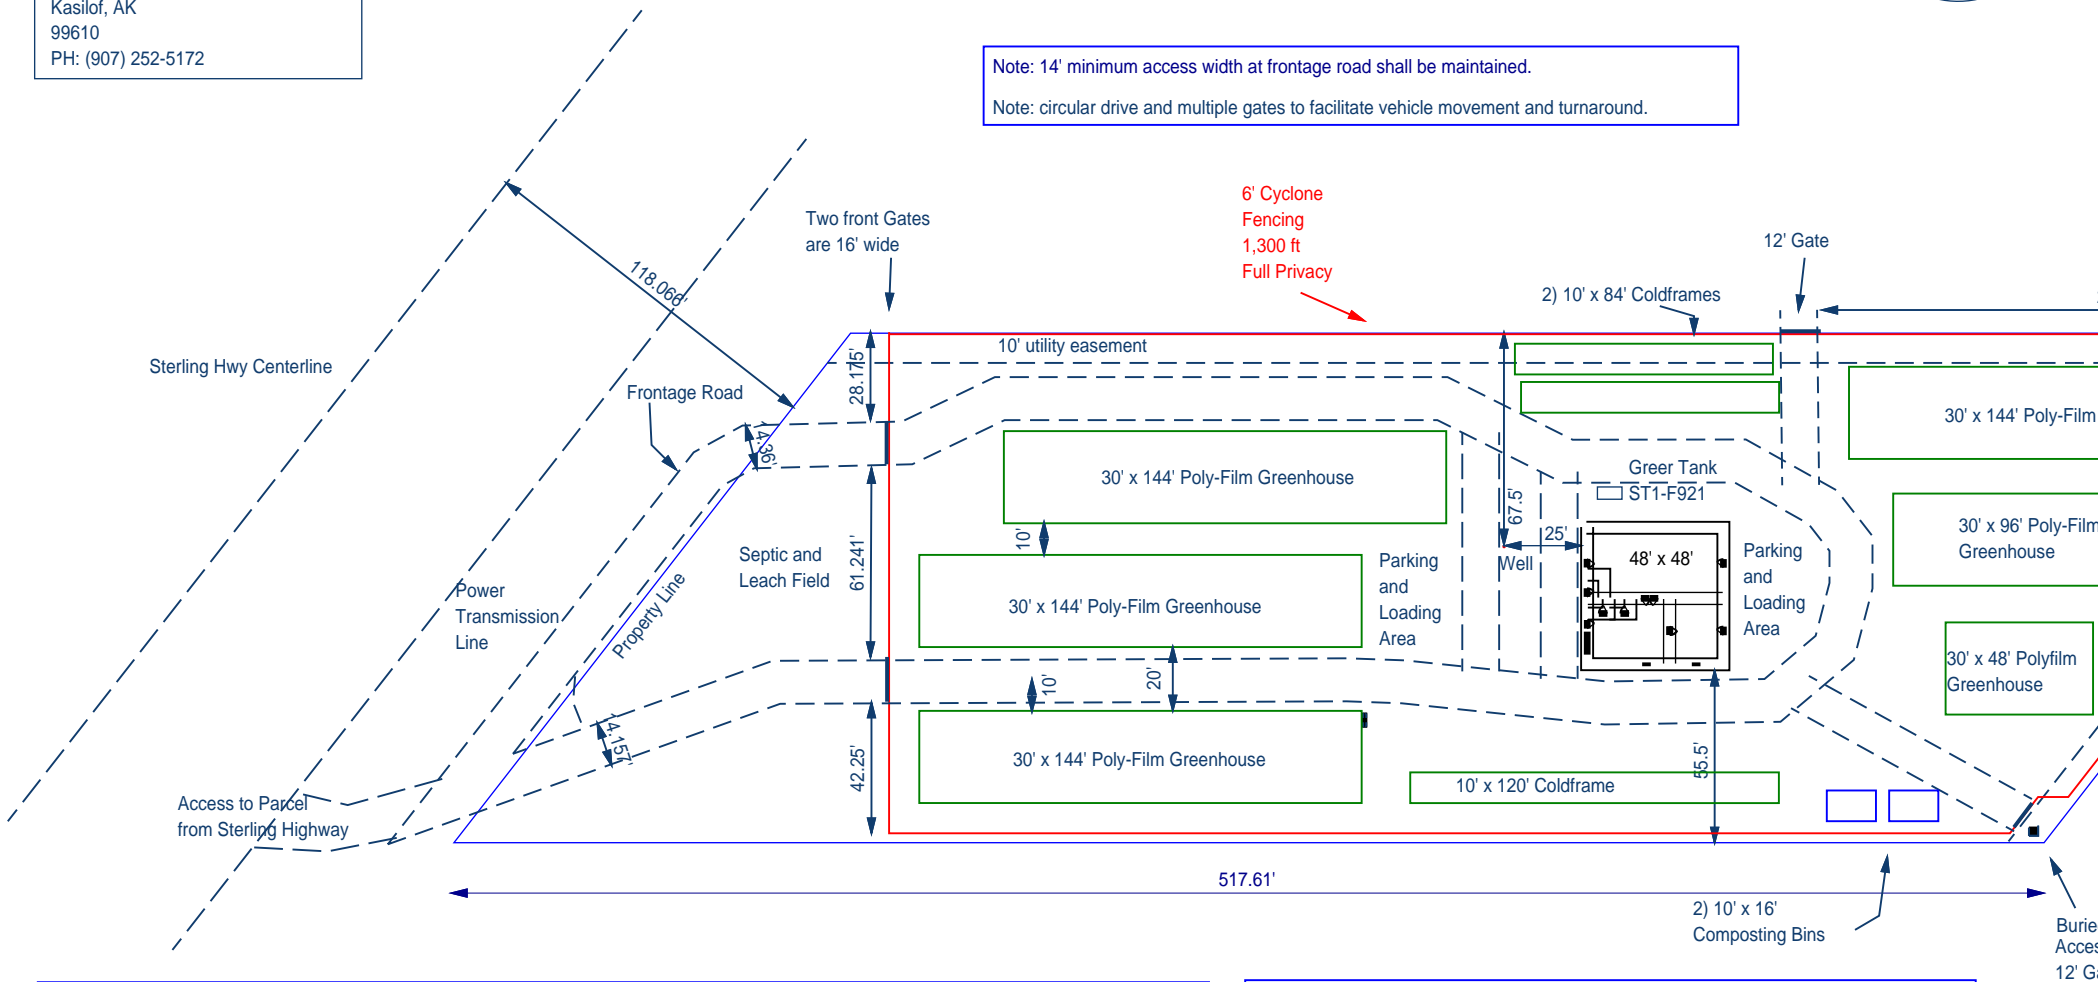 Kasilof, AK
99610
PH: (907) 252-5172
Note: 14' minimum access width at frontage road shall be maintained.
Note: circular drive and multiple gates to facilitate vehicle movement and turnaround.
6' Cyclone
Fencing
1,300 ft
Full Privacy
Two front Gates
are 16' wide
12' Gate
118.066'
2) 10' x 84' Coldframes
Sterling Hwy Centerline
10' utility easement
28.175'
Frontage Road
14.36'
30' x 144' Poly-Film
30' x 144' Poly-Film Greenhouse
Greer Tank
ST1-F921
67.5'
10'
25'
30' x 96' Poly-Film
Greenhouse
Septic and
Leach Field
61.241'
Parking
and
Loading
Area
Well
48' x 48'
Parking
and
Loading
Area
Power
Transmission
Line
Property Line
30' x 144' Poly-Film Greenhouse
30' x 48' Polyfilm
Greenhouse
10'
20'
14.157'
42.25'
30' x 144' Poly-Film Greenhouse
55.5'
10' x 120' Coldframe
Access to Parcel
from Sterling Highway
517.61'
2) 10' x 16'
Composting Bins
Burie
Acces
12' Ga